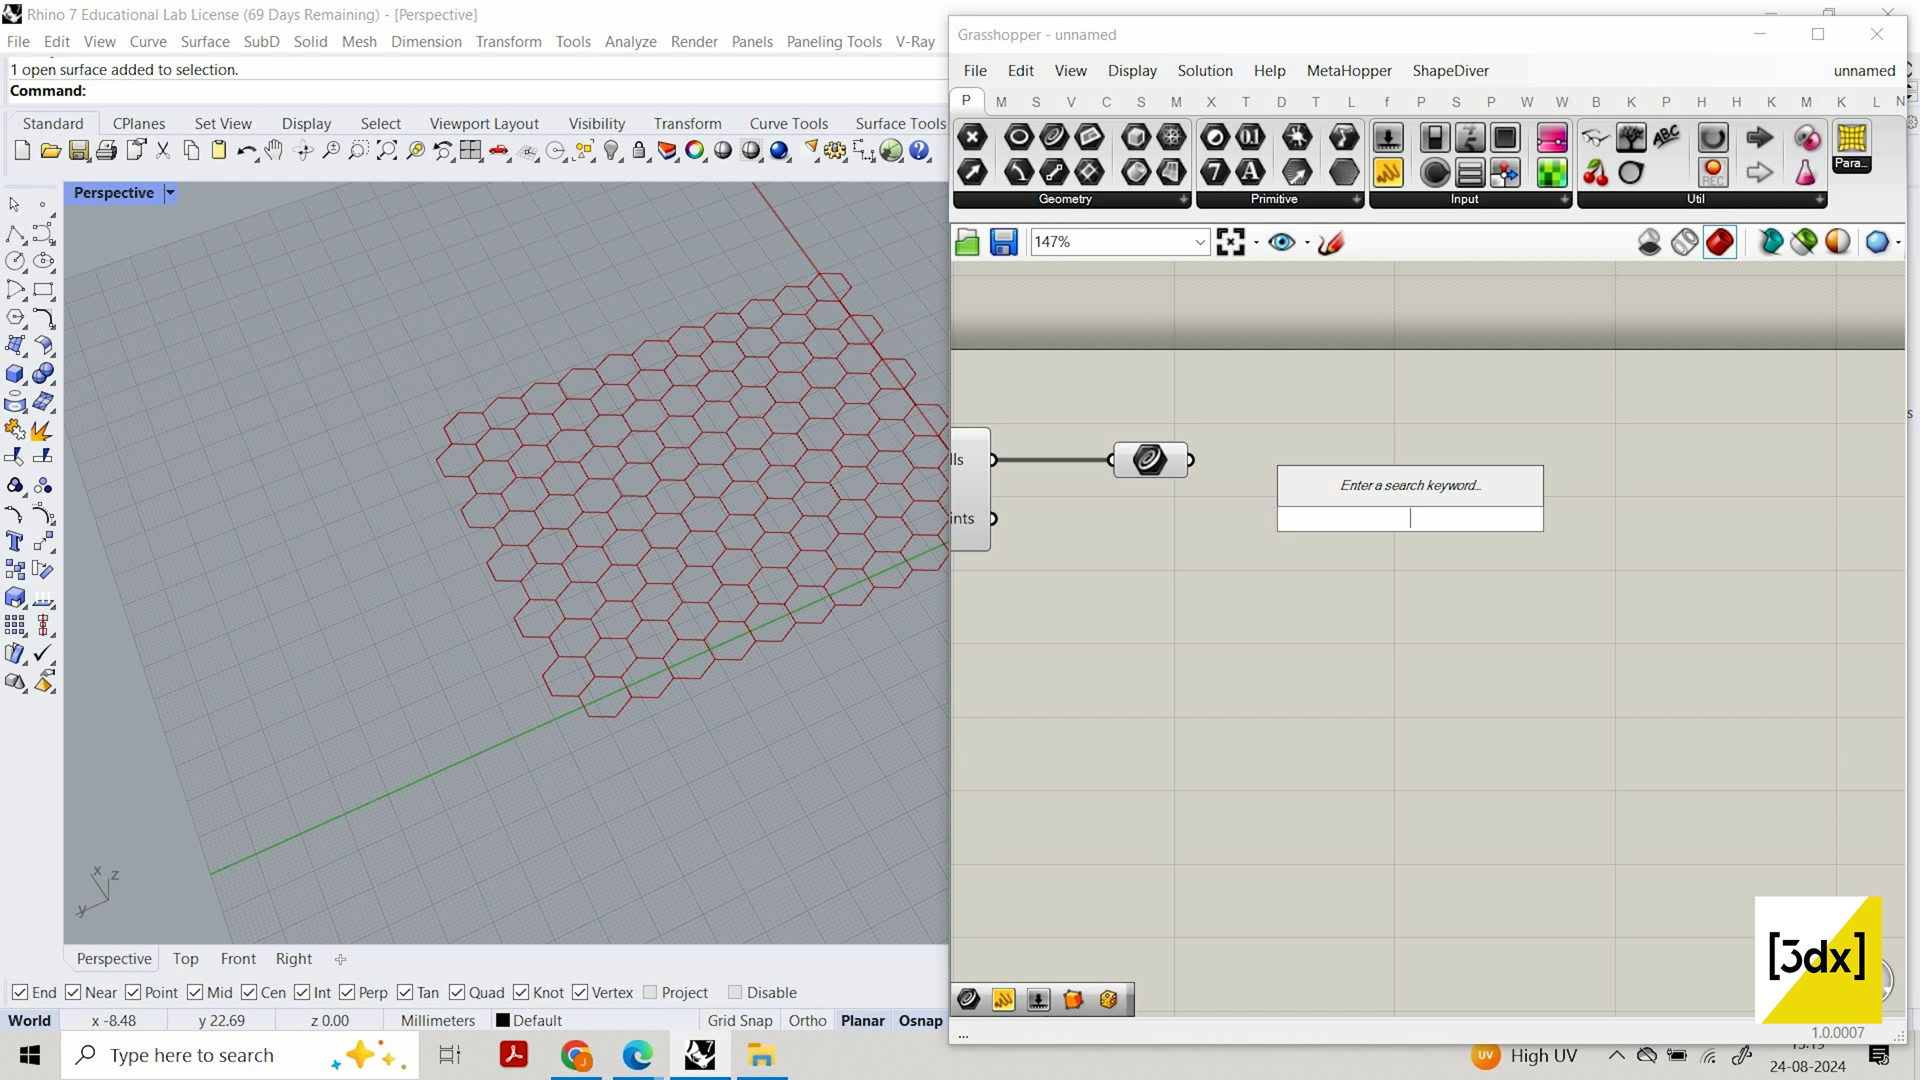 Rhino 7 Educational Lab License (69 Days Remaining) - [Perspective]
File Edit View Curve Surface SubD Solid Mesh Dimension Transform Tools Analyze Render Panels Paneling Tools V-Ray
1 open surface added to selection.
Command:
Standard CPlanes Set View Display Select Viewport Layout Visibility Transform Curve Tools Surface Tools
Perspective
Grasshopper - unnamed
File Edit View Display Solution Help MetaHopper ShapeDiver unnamed
P M S V C S M X T D T L f P S P W W B K P H H K M K L N
Geometry Primitive Input Util
Para...
147%
lls
ints
Enter a search keyword...
x z
y
[3dx]
Perspective Top Front Right
End Near Point Mid Cen Int Perp Tan Quad Knot Vertex Project Disable
World x -8.48 y 22.69 z 0.00 Millimeters Default Grid Snap Ortho Planar Osnap
...
1.0.0007
Type here to search
UV High UV
24-08-2024